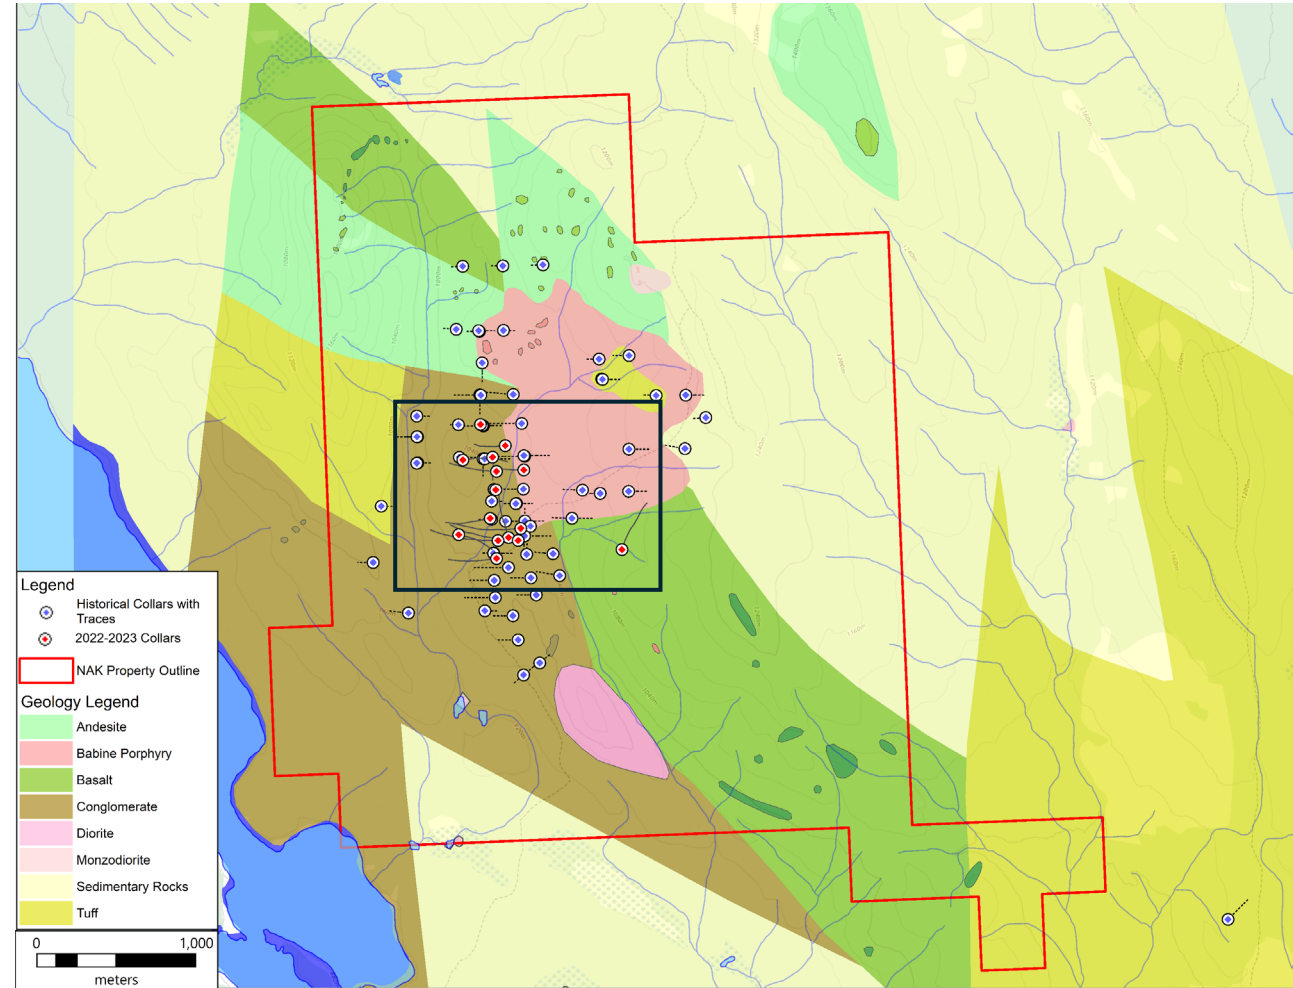 Legend
Historical Collars with
Traces
2022-2023 Collars
NAK Property Outline
Geology Legend
Andesite
Babine Porphyry
Basalt
Conglomerate
Diorite
Monzodiorite
Sedimentary Rocks
Tuff
0 1,000
meters